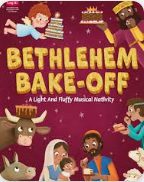 BETHLEHEM
BAKE-OFF
A Light And Fluffy Musical Nativity